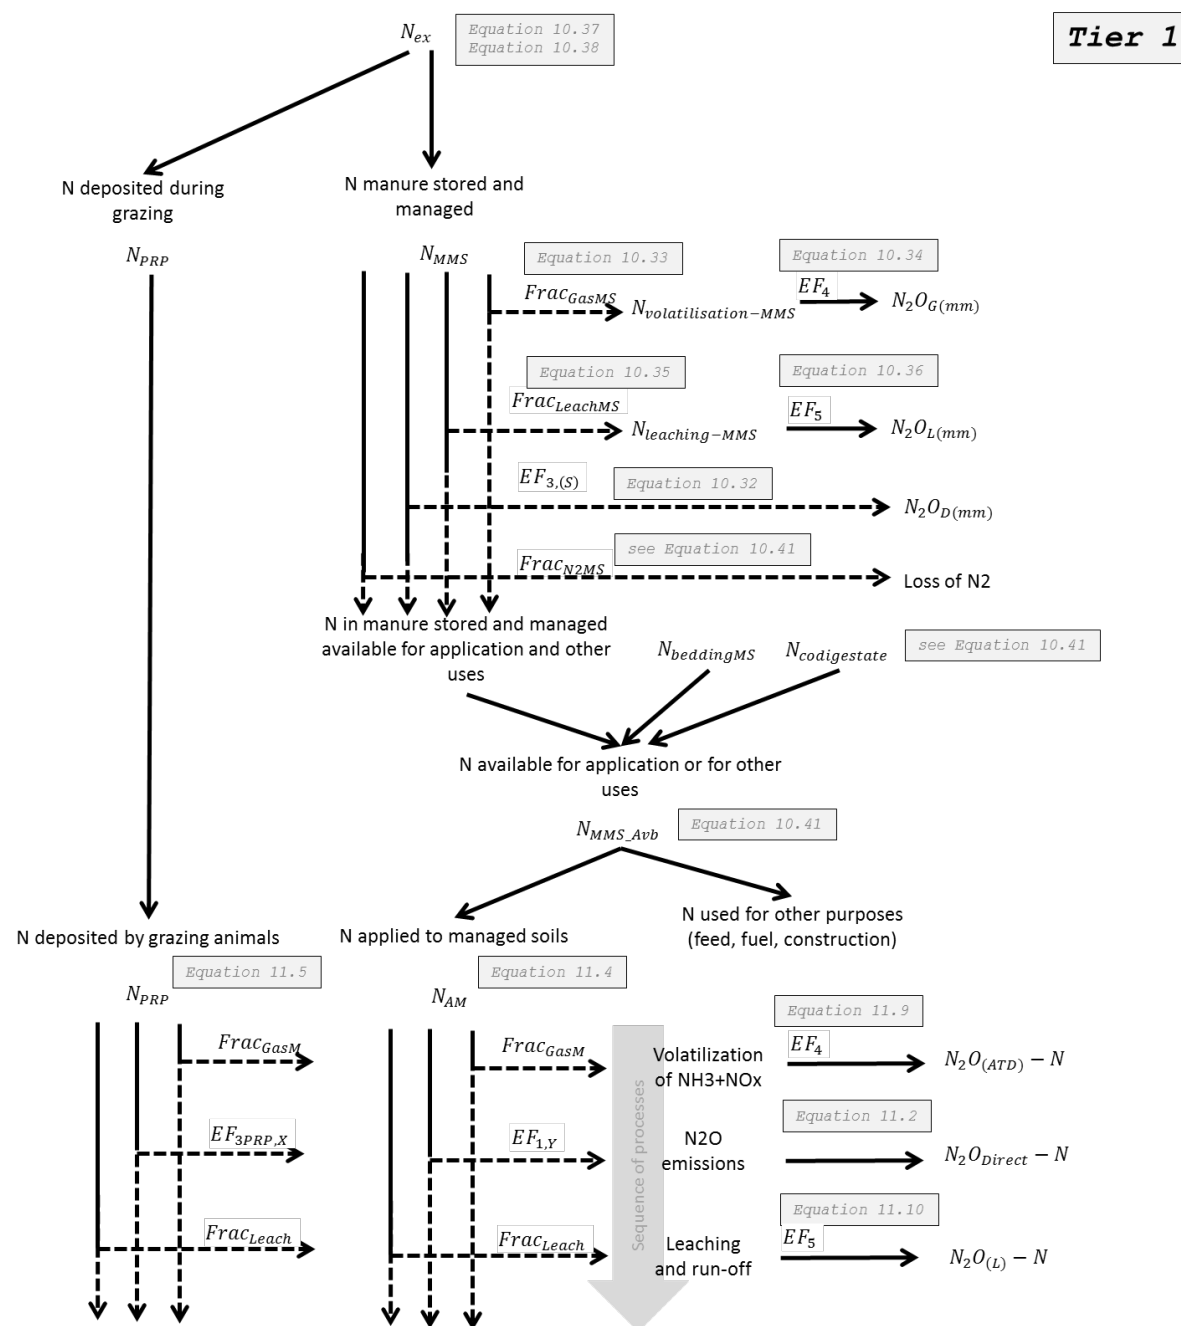 N_ex
Equation 10.37
Equation 10.38
Tier 1
N deposited during
grazing
N manure stored and
managed
N_PRP
N_MMS
Equation 10.33
Equation 10.34
Frac_GasMS
N_volatilisation−MMS
EF_4
N_2O_G(mm)
Equation 10.35
Equation 10.36
Frac_LeachMS
N_leaching−MMS
EF_5
N_2O_L(mm)
EF_3,(S)
Equation 10.32
N_2O_D(mm)
see Equation 10.41
Frac_N2MS
Loss of N2
N in manure stored and managed
available for application and other
uses
N_beddingMS
N_codigestate
see Equation 10.41
N available for application or for other
uses
N_MMS_Avb
Equation 10.41
N deposited by grazing animals
N applied to managed soils
N used for other purposes
(feed, fuel, construction)
Equation 11.5
Equation 11.4
N_PRP
N_AM
Equation 11.9
Frac_GasM
Frac_GasM
Volatilization
of NH3+NOx
EF_4
N_2O_(ATD) − N
Equation 11.2
EF_3PRP,X
EF_1,Y
N2O
emissions
N_2O_Direct − N
Sequence of processes
Equation 11.10
Frac_Leach
Frac_Leach
Leaching
and run-off
EF_5
N_2O_(L) − N